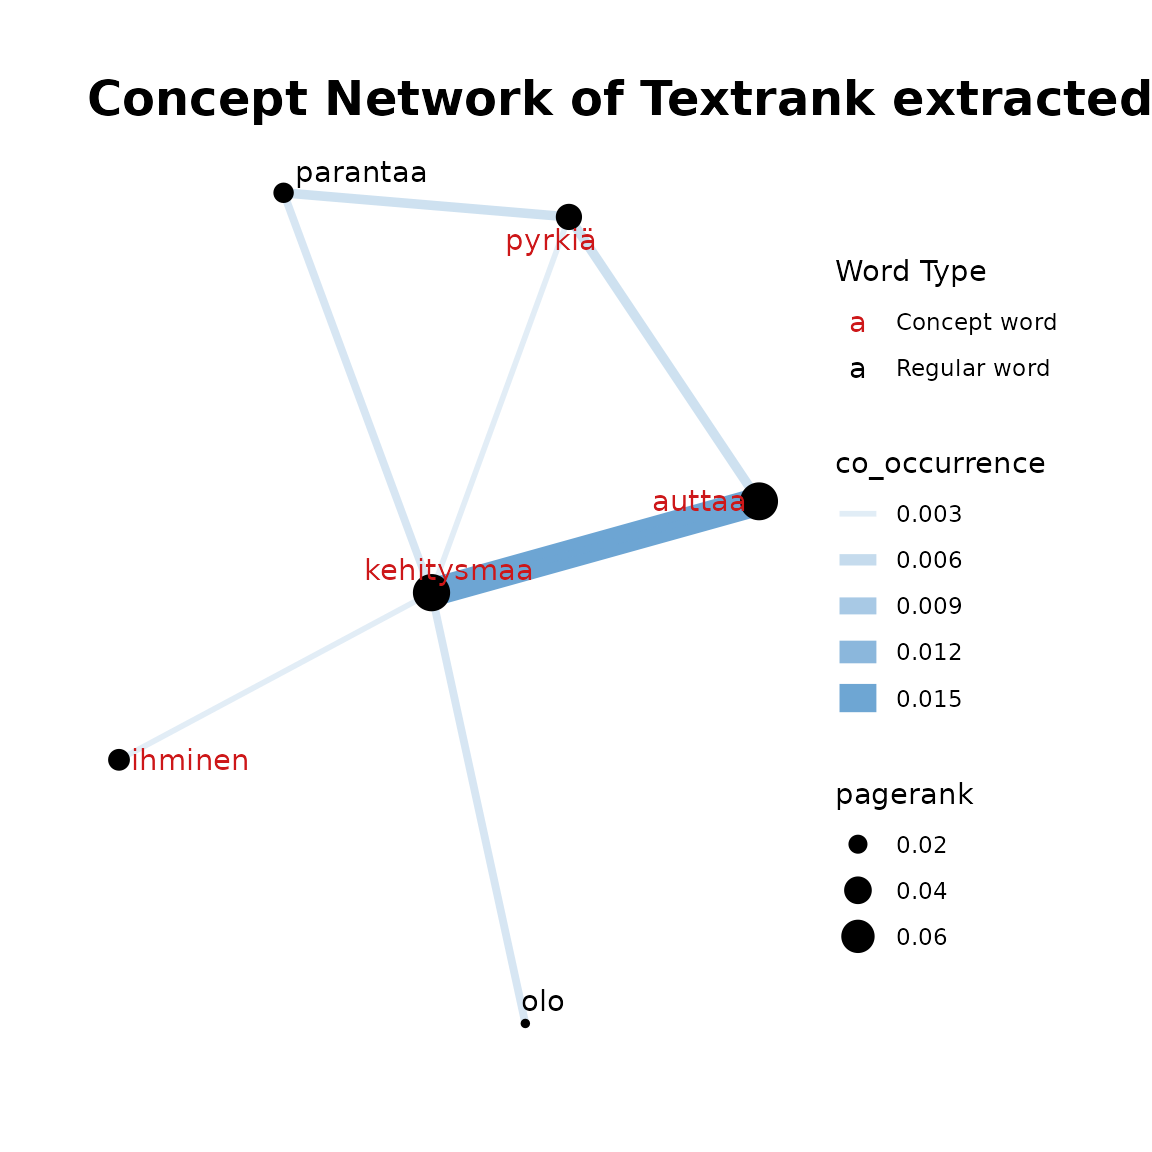 Concept Network of Textrank extracted
parantaa
pyrkiä
auttaa
kehitysmaa
ihminen
olo
Word Type
a Concept word
a Regular word
co_occurrence
0.003
0.006
0.009
0.012
0.015
pagerank
0.02
0.04
0.06